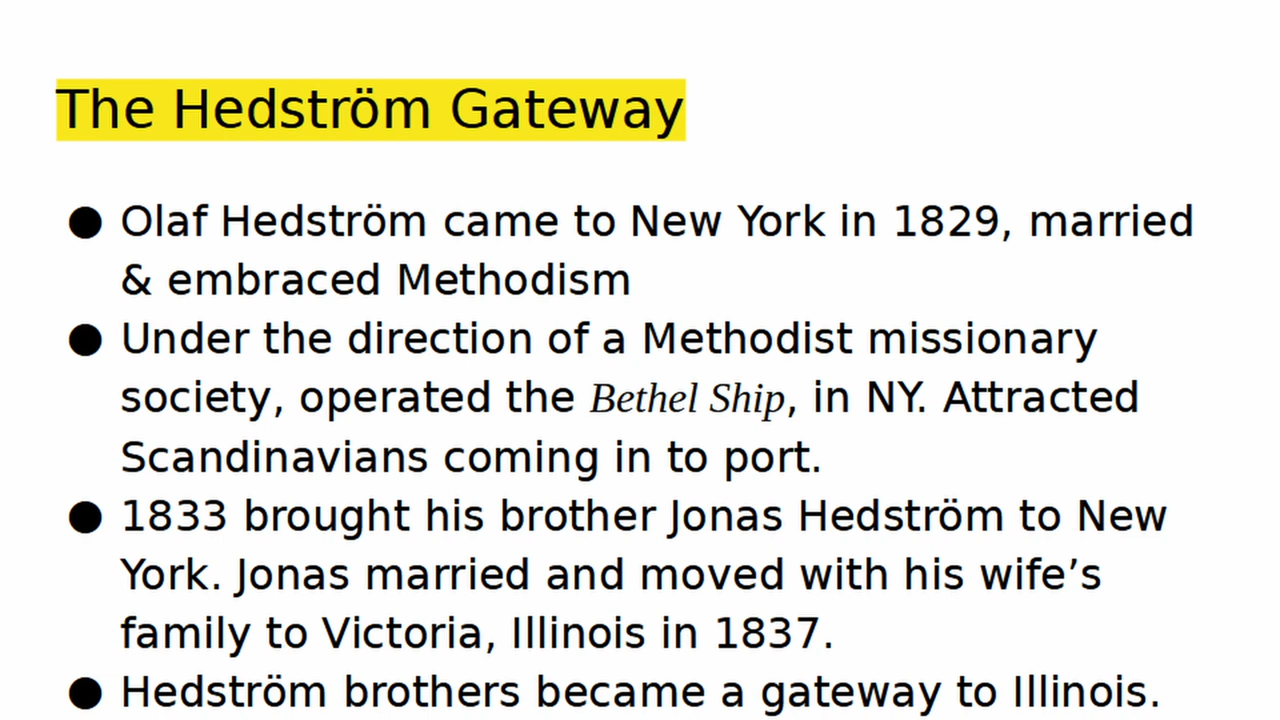 The Hedström Gateway
● Olaf Hedström came to New York in 1829, married
& embraced Methodism
● Under the direction of a Methodist missionary
society, operated the Bethel Ship, in NY. Attracted
Scandinavians coming in to port.
● 1833 brought his brother Jonas Hedström to New
York. Jonas married and moved with his wife’s
family to Victoria, Illinois in 1837.
● Hedström brothers became a gateway to Illinois.